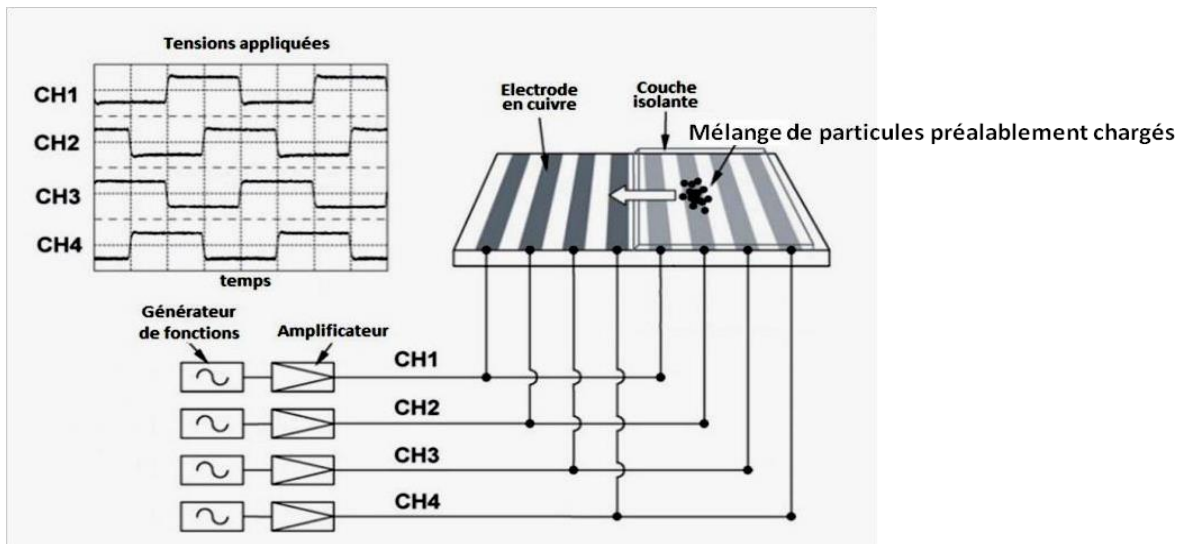 Tensions appliquées
CH1
CH2
CH3
CH4
temps
Electrode
en cuivre
Couche
isolante
Mélange de particules préalablement chargés
Générateur
de fonctions
Amplificateur
CH1
CH2
CH3
CH4